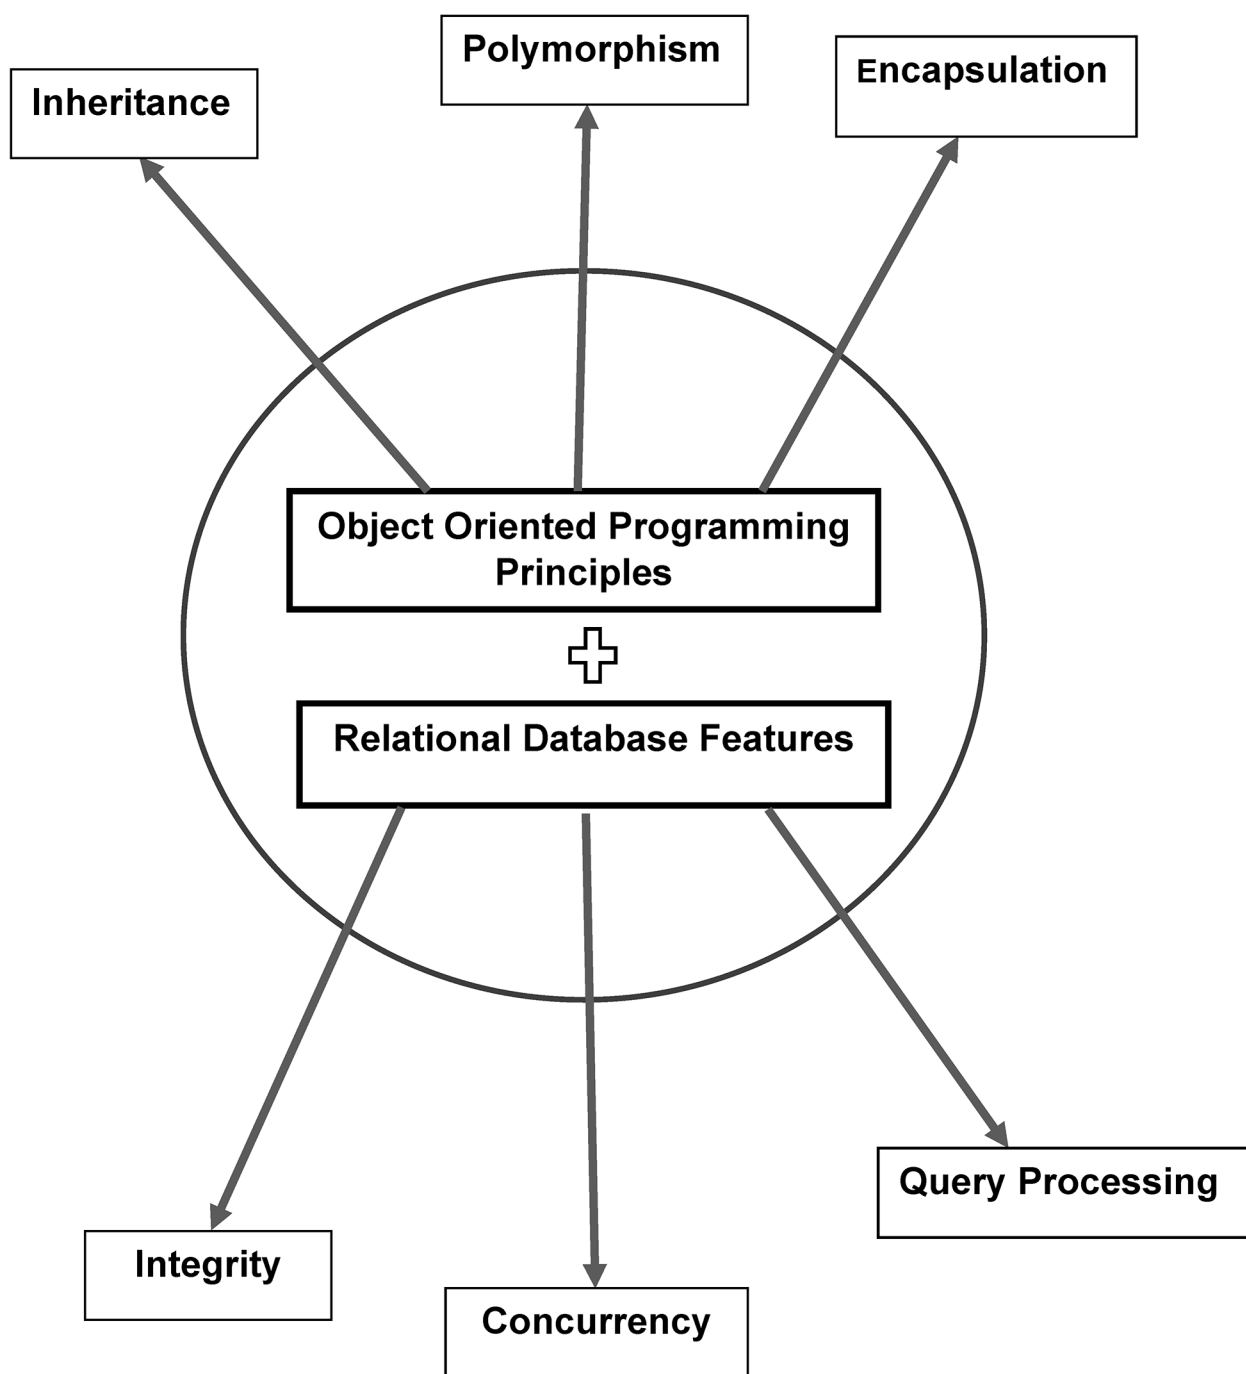 Polymorphism
Encapsulation
Inheritance
Object Oriented Programming
Principles
Relational Database Features
Query Processing
Integrity
Concurrency